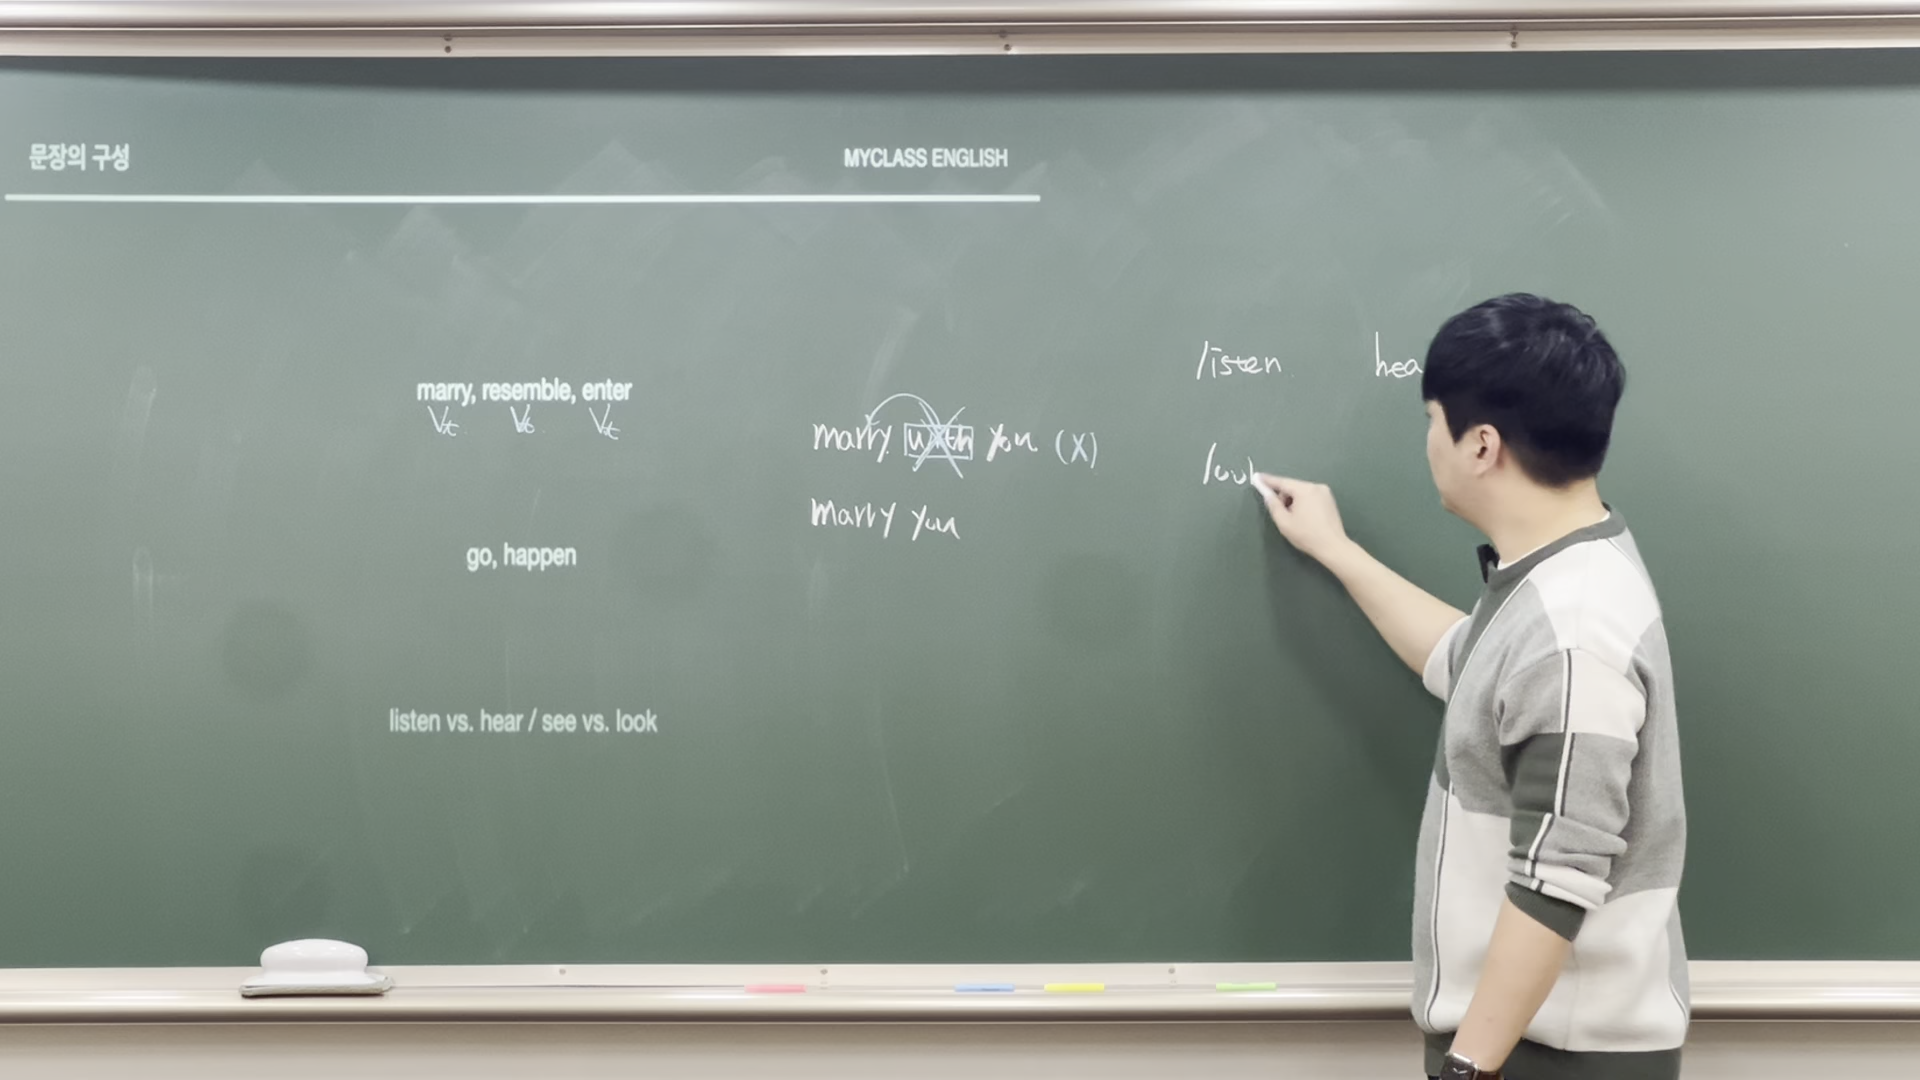 문장의 구성
MYCLASS ENGLISH
marry, resemble, enter
Vt Vt Vt
marry with you (X)
marry you
go, happen
listen vs. hear / see vs. look
listen hea
look